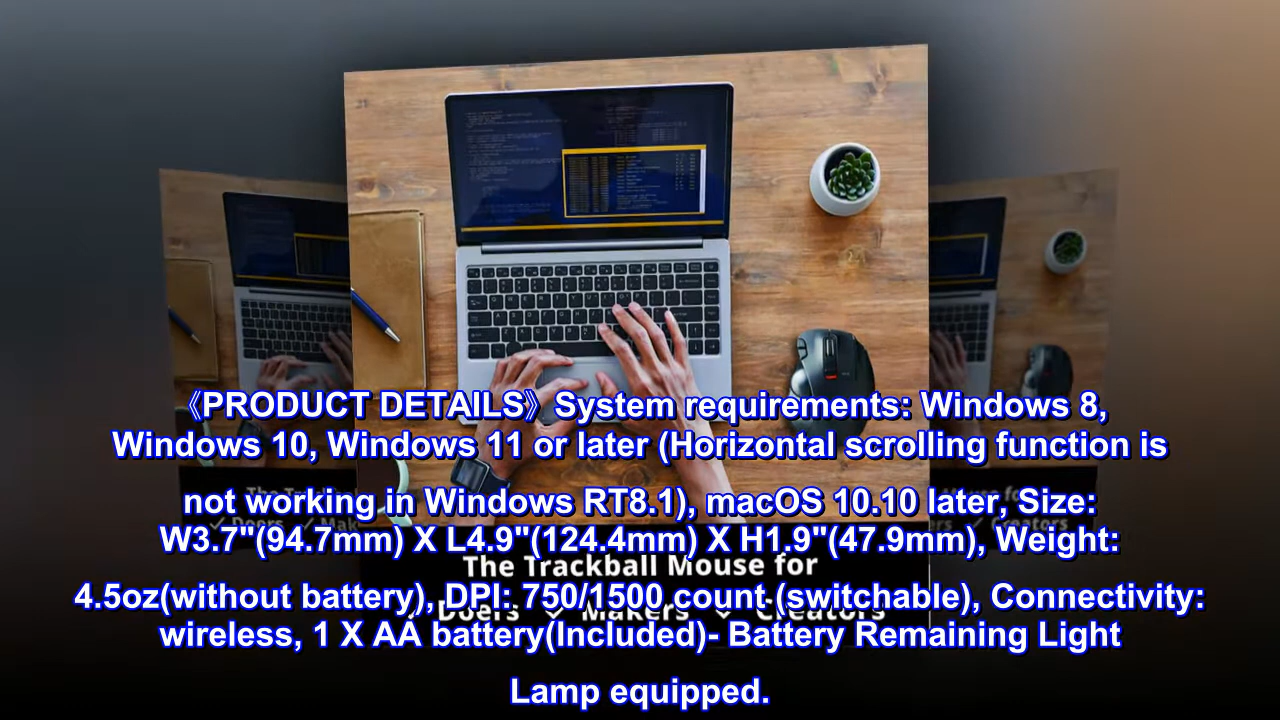 《PRODUCT DETAILS》System requirements: Windows 8,
Windows 10, Windows 11 or later (Horizontal scrolling function is
not working in Windows RT8.1), macOS 10.10 later, Size:
W3.7"(94.7mm) X L4.9"(124.4mm) X H1.9"(47.9mm), Weight:
The Trackball Mouse for
4.5oz(without battery), DPI: 750/1500 count (switchable), Connectivity:
✓ Doers ✓ Makers ✓ Creators
wireless, 1 X AA battery(Included)- Battery Remaining Light
Lamp equipped.